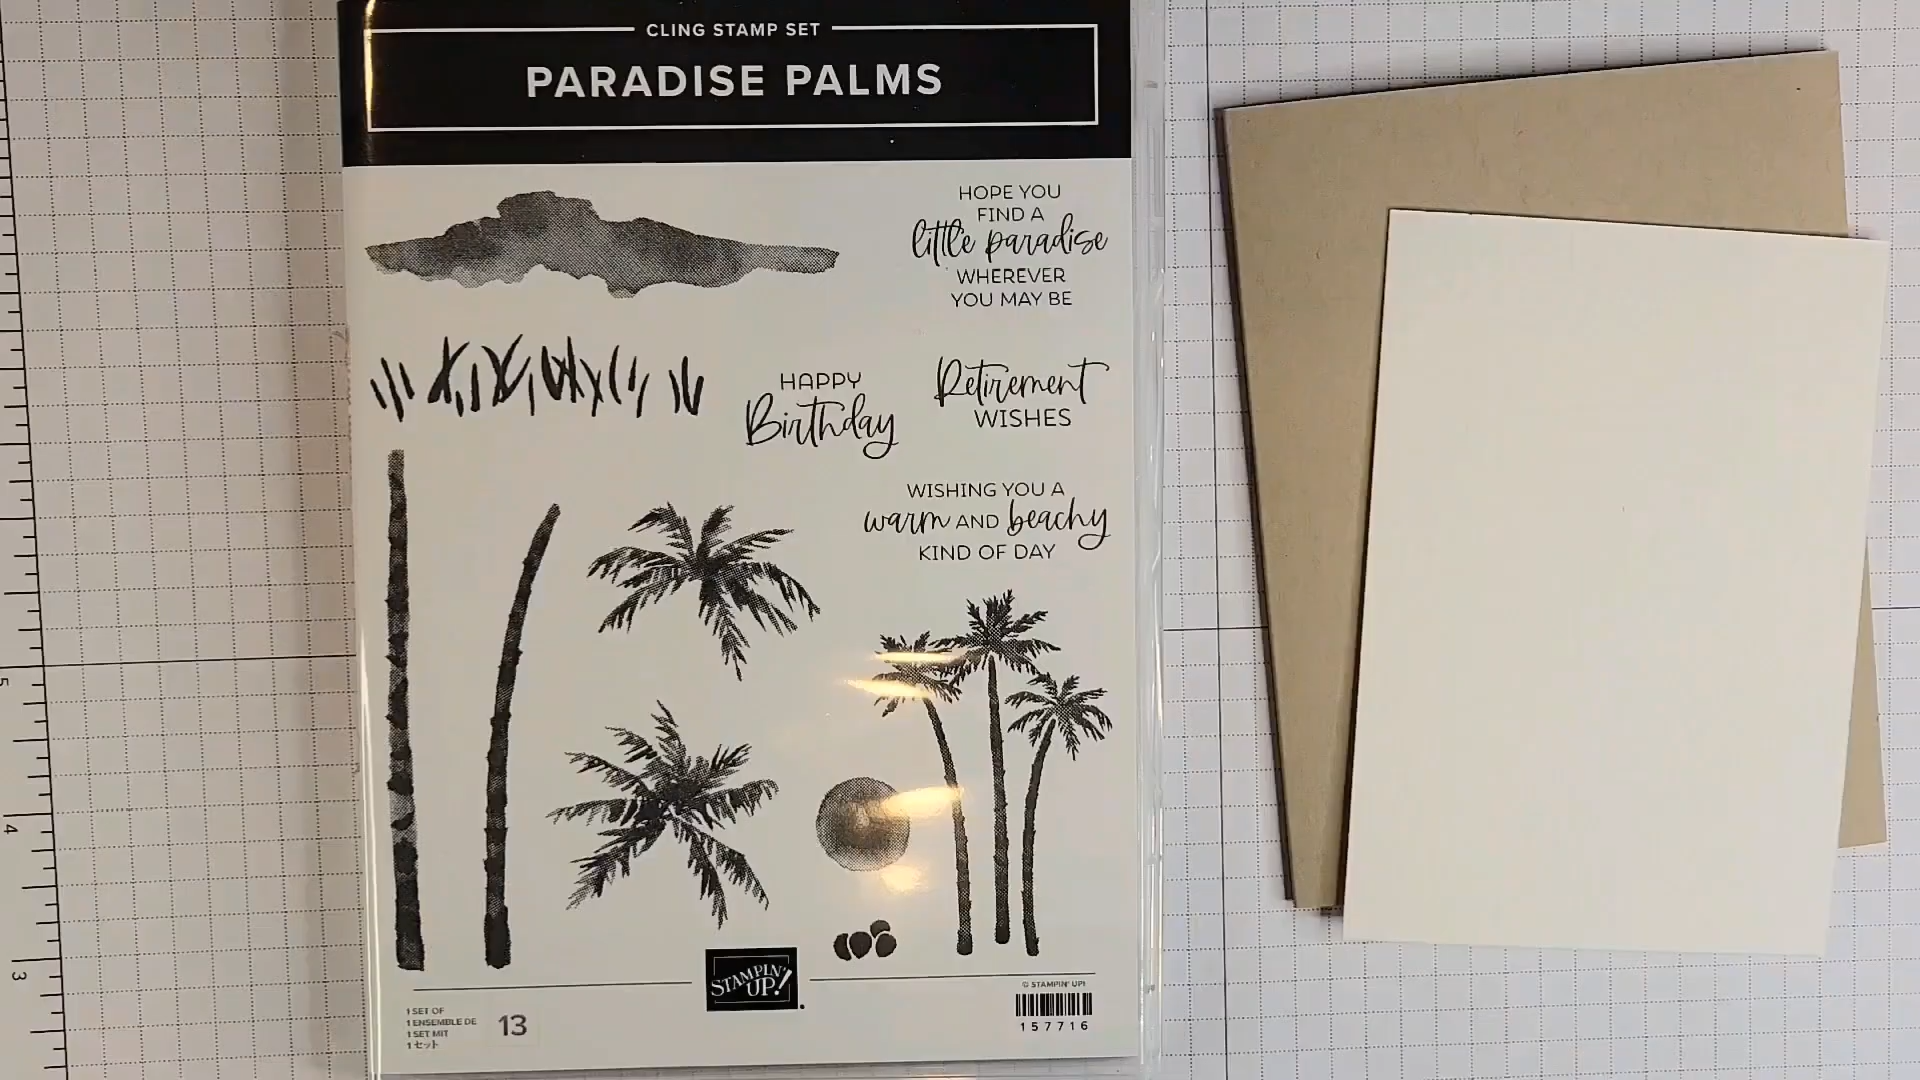 CLING STAMP SET
PARADISE PALMS
HOPE YOU
FIND A
little paradise
WHEREVER
YOU MAY BE
HAPPY
Birthday
Retirement
WISHES
WISHING YOU A
warm AND beachy
KIND OF DAY
STAMPIN'
UP!
1 SET OF
1 ENSEMBLE DE
1 SET MIT
1 セット
13
© STAMPIN' UP!
157716
5
4
3